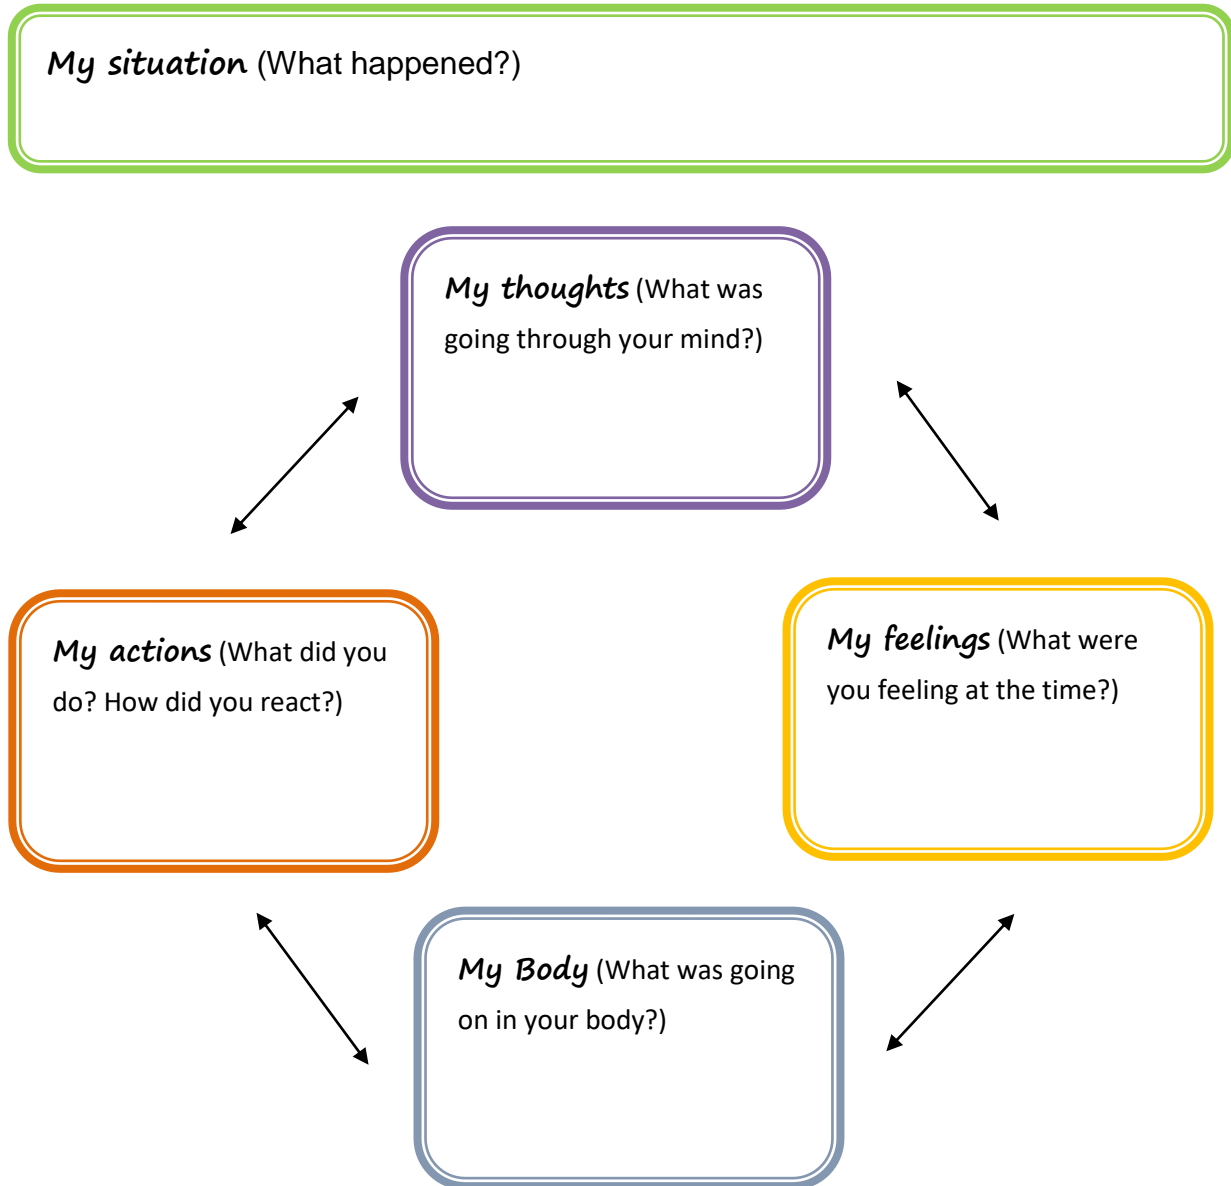 My situation (What happened?)
My thoughts (What was
going through your mind?)
My actions (What did you
do? How did you react?)
My feelings (What were
you feeling at the time?)
My Body (What was going
on in your body?)